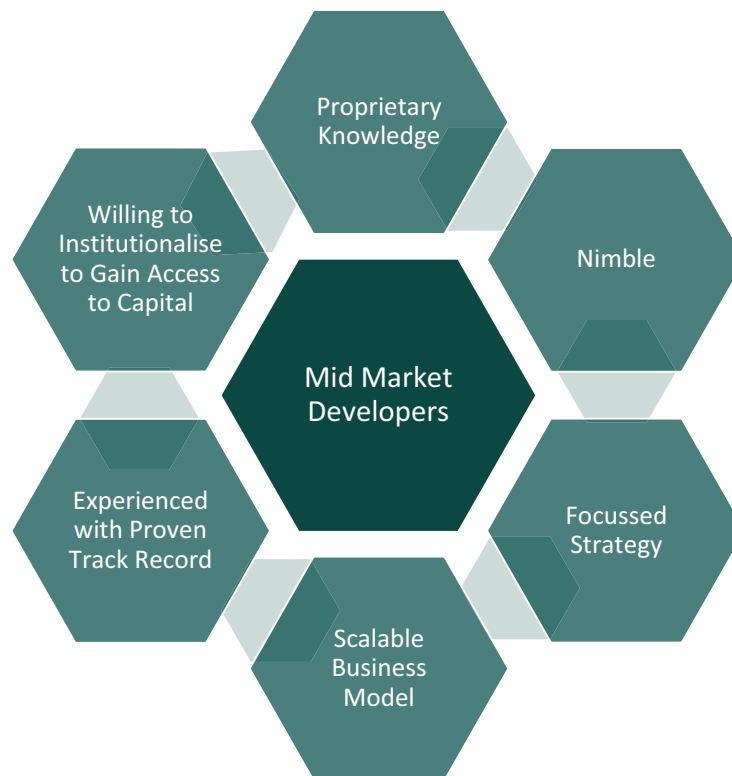 Proprietary
Knowledge
Nimble
Focussed
Strategy
Scalable
Business
Model
Experienced
with Proven
Track Record
Willing to
Institutionalise
to Gain Access
to Capital
Mid Market
Developers